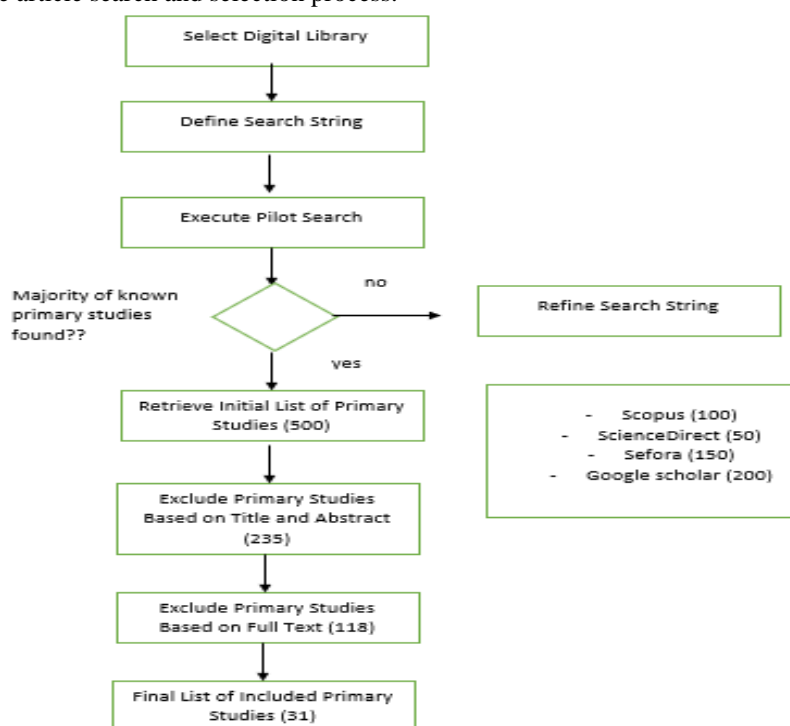 article search and selection process.
Select Digital Library
Define Search String
Execute Pilot Search
Majority of known
primary studies
found??
no
Refine Search String
yes
Retrieve Initial List of Primary
Studies (500)
- Scopus (100)
- ScienceDirect (50)
- Sefora (150)
- Google scholar (200)
Exclude Primary Studies
Based on Title and Abstract
(235)
Exclude Primary Studies
Based on Full Text (118)
Final List of Included Primary
Studies (31)